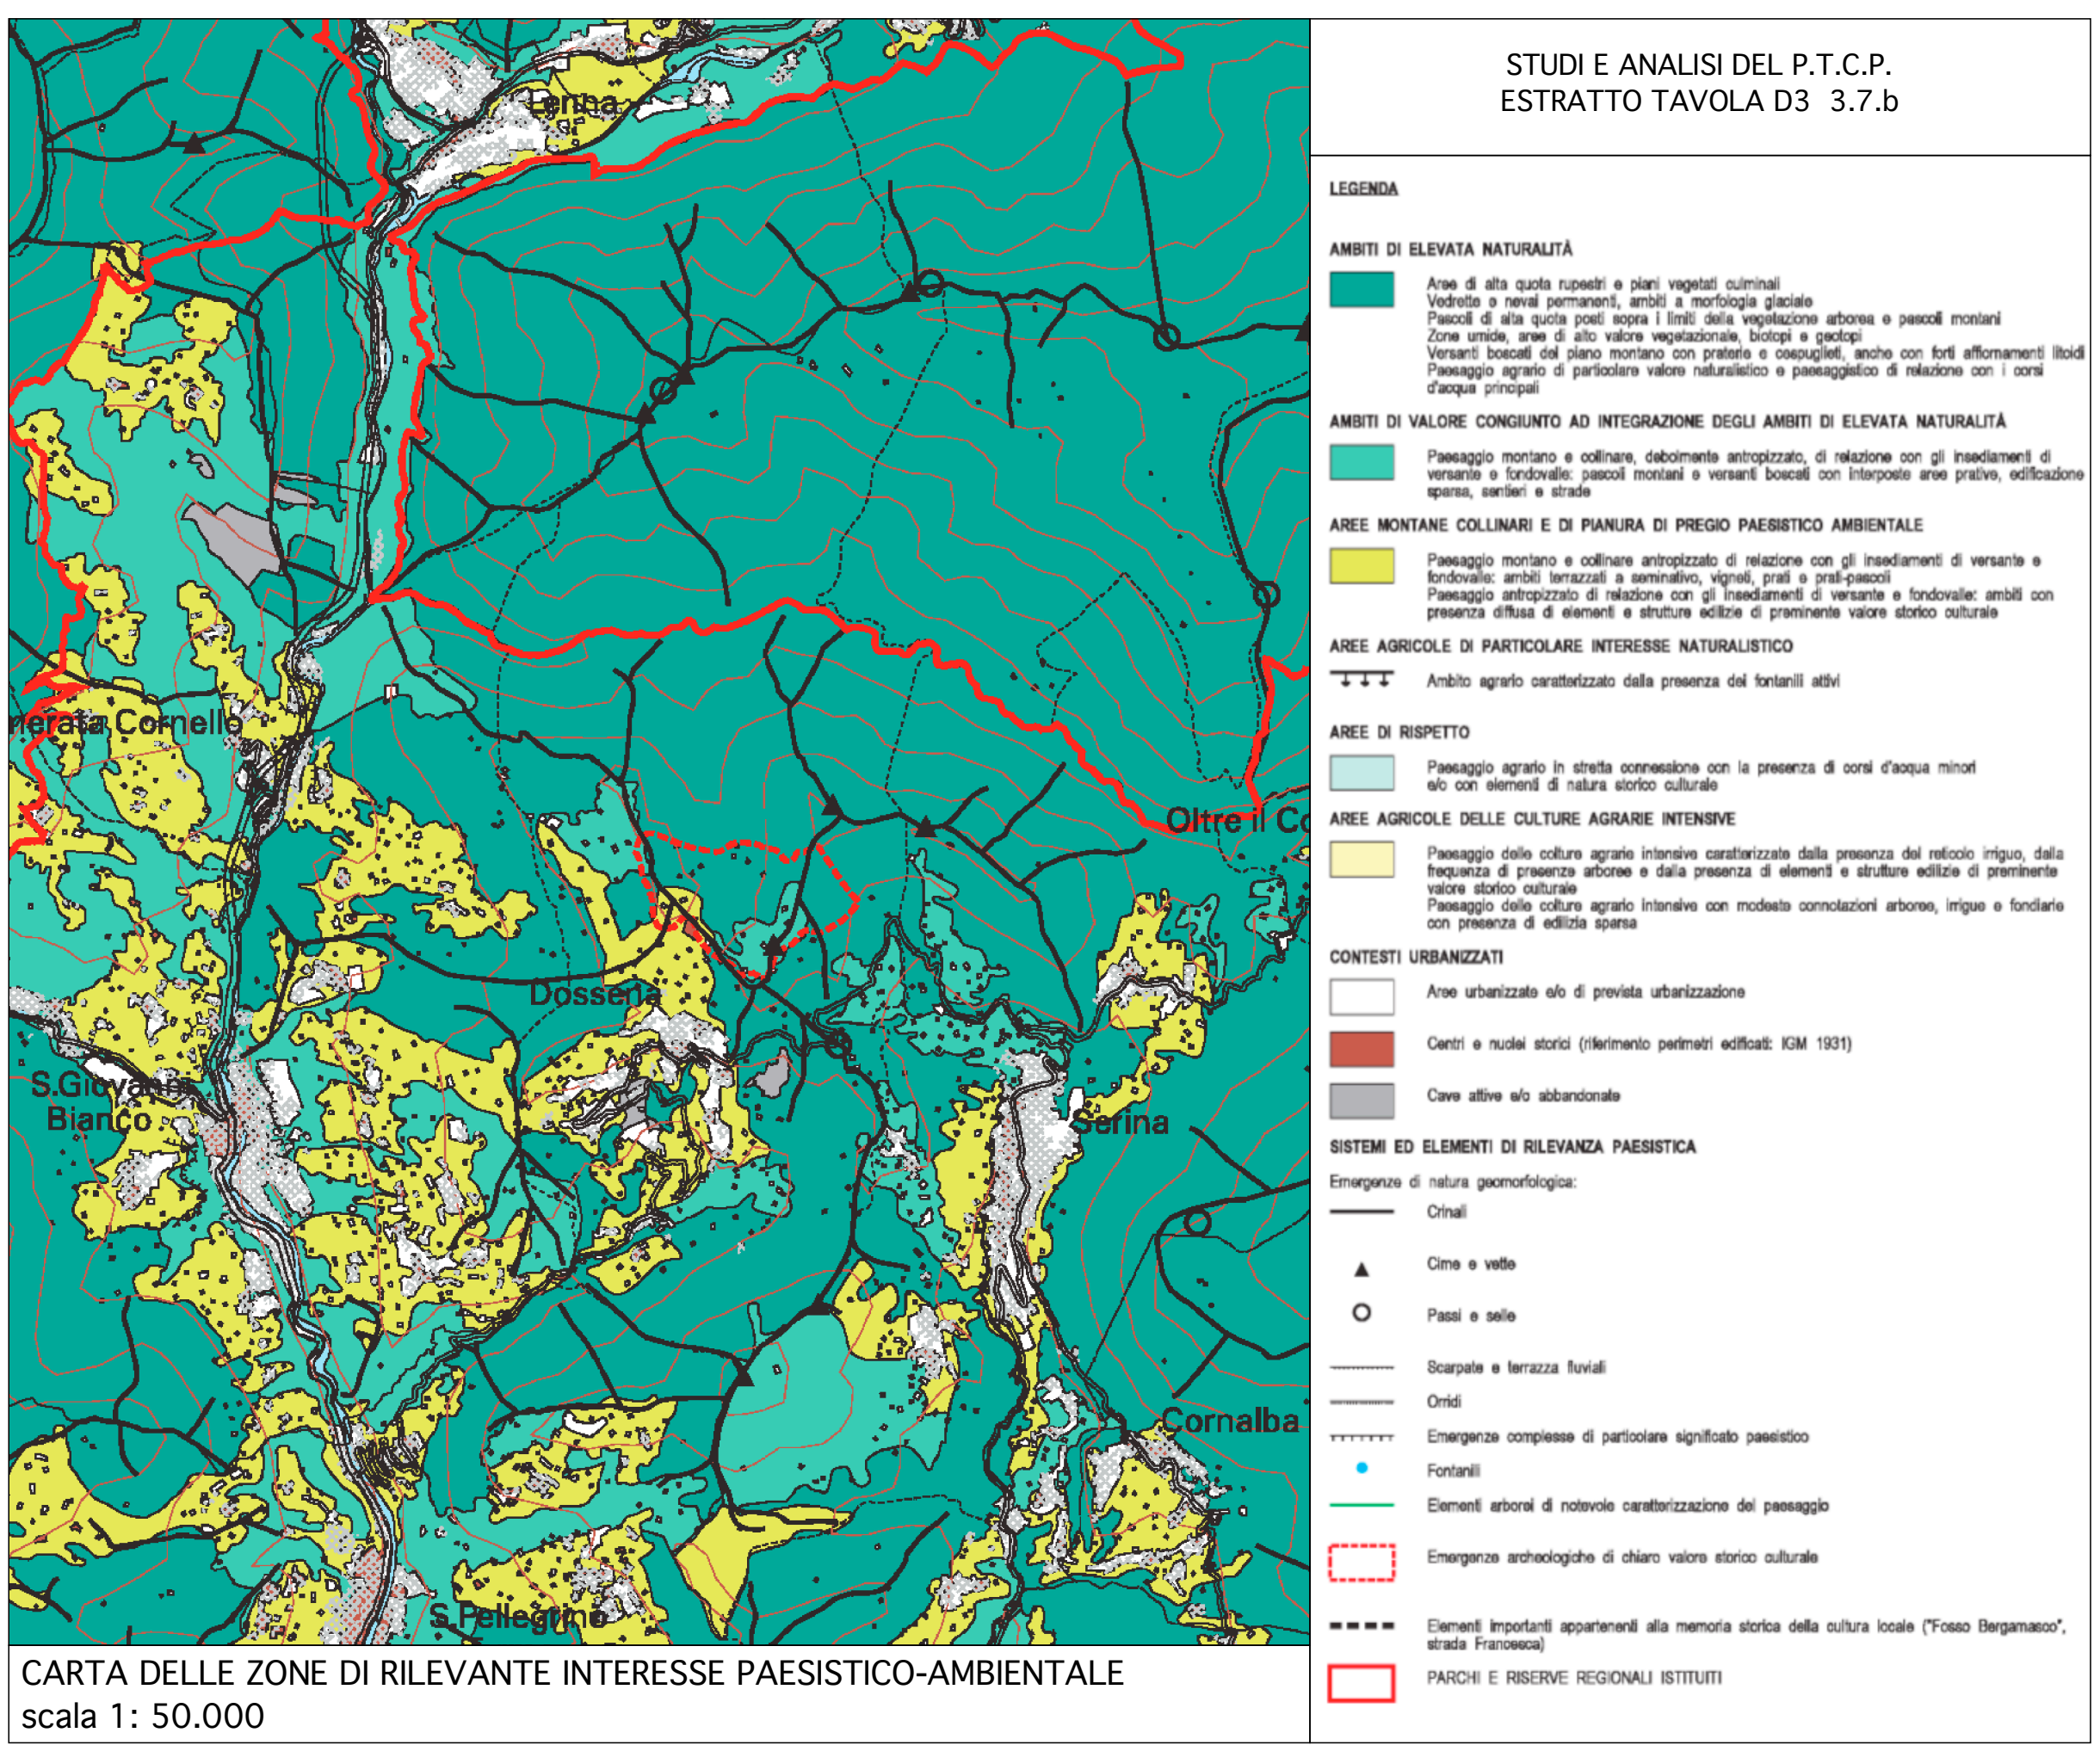 Lenna
merata Cornello
Oltre il Co
Dossena
S.Giovanni
Bianco
Serina
Cornalba
S.Pellegrino
CARTA DELLE ZONE DI RILEVANTE INTERESSE PAESISTICO-AMBIENTALE
scala 1: 50.000
STUDI E ANALISI DEL P.T.C.P.
ESTRATTO TAVOLA D3 3.7.b
LEGENDA
AMBITI DI ELEVATA NATURALITÀ
Aree di alta quota rupestri e piani vegetati culminali
Vedrette e nevai permanenti, ambiti a morfologia glaciale
Pascoli di alta quota posti sopra i limiti della vegetazione arborea e pascoli montani
Zone umide, aree di alto valore vegetazionale, biotopi e geotopi
Versanti boscati del piano montano con praterie e cespuglieti, anche con forti affioramenti litoidi
Paesaggio agrario di particolare valore naturalistico e paesaggistico di relazione con i corsi
d'acqua principali
AMBITI DI VALORE CONGIUNTO AD INTEGRAZIONE DEGLI AMBITI DI ELEVATA NATURALITÀ
Paesaggio montano e collinare, debolmente antropizzato, di relazione con gli insediamenti di
versante e fondovalle: pascoli montani e versanti boscati con interposte aree prative, edificazione
sparsa, sentieri e strade
AREE MONTANE COLLINARI E DI PIANURA DI PREGIO PAESISTICO AMBIENTALE
Paesaggio montano e collinare antropizzato di relazione con gli insediamenti di versante e
fondovalle: ambiti terrazzati a seminativo, vigneti, prati e prati-pascoli
Paesaggio antropizzato di relazione con gli insediamenti di versante e fondovalle: ambiti con
presenza diffusa di elementi e strutture edilizie di preminente valore storico culturale
AREE AGRICOLE DI PARTICOLARE INTERESSE NATURALISTICO
Ambito agrario caratterizzato dalla presenza dei fontanili attivi
AREE DI RISPETTO
Paesaggio agrario in stretta connessione con la presenza di corsi d'acqua minori
e/o con elementi di natura storico culturale
AREE AGRICOLE DELLE CULTURE AGRARIE INTENSIVE
Paesaggio delle colture agrarie intensive caratterizzate dalla presenza del reticolo irriguo, dalla
frequenza di presenze arboree e dalla presenza di elementi e strutture edilizie di preminente
valore storico culturale
Paesaggio delle colture agrarie intensive con modeste connotazioni arboree, irrigue e fondiarie
con presenza di edilizia sparsa
CONTESTI URBANIZZATI
Aree urbanizzate e/o di prevista urbanizzazione
Centri e nuclei storici (riferimento perimetri edificati: IGM 1931)
Cave attive e/o abbandonate
SISTEMI ED ELEMENTI DI RILEVANZA PAESISTICA
Emergenze di natura geomorfologica:
Crinali
Cime e vette
Passi e selle
Scarpate e terrazze fluviali
Orridi
Emergenze complesse di particolare significato paesistico
Fontanili
Elementi arborei di notevole caratterizzazione del paesaggio
Emergenze archeologiche di chiaro valore storico culturale
Elementi importanti appartenenti alla memoria storica della cultura locale ("Fosso Bergamasco",
strada Francesca)
PARCHI E RISERVE REGIONALI ISTITUITI